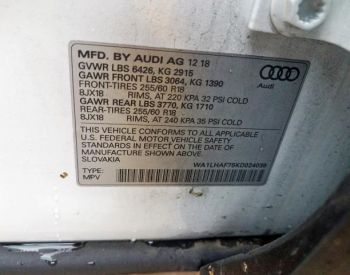 MFD. BY AUDI AG 12 18
GVWR LBS 6426, KG 2915
GAWR FRONT LBS 3064, KG 1390
FRONT-TIRES 255/60 R18
8JX18 RIMS, AT 220 KPA 32 PSI COLD
GAWR REAR LBS 3770, KG 1710
REAR-TIRES 255/60 R18
8JX18 RIMS, AT 240 KPA 35 PSI COLD
Audi
THIS VEHICLE CONFORMS TO ALL APPLICABLE
U.S. FEDERAL MOTOR VEHICLE SAFETY
STANDARDS IN EFFECT ON THE DATE OF
MANUFACTURE SHOWN ABOVE.
SLOVAKIA
WA1LHAF75KD024039
TYPE:
MPV